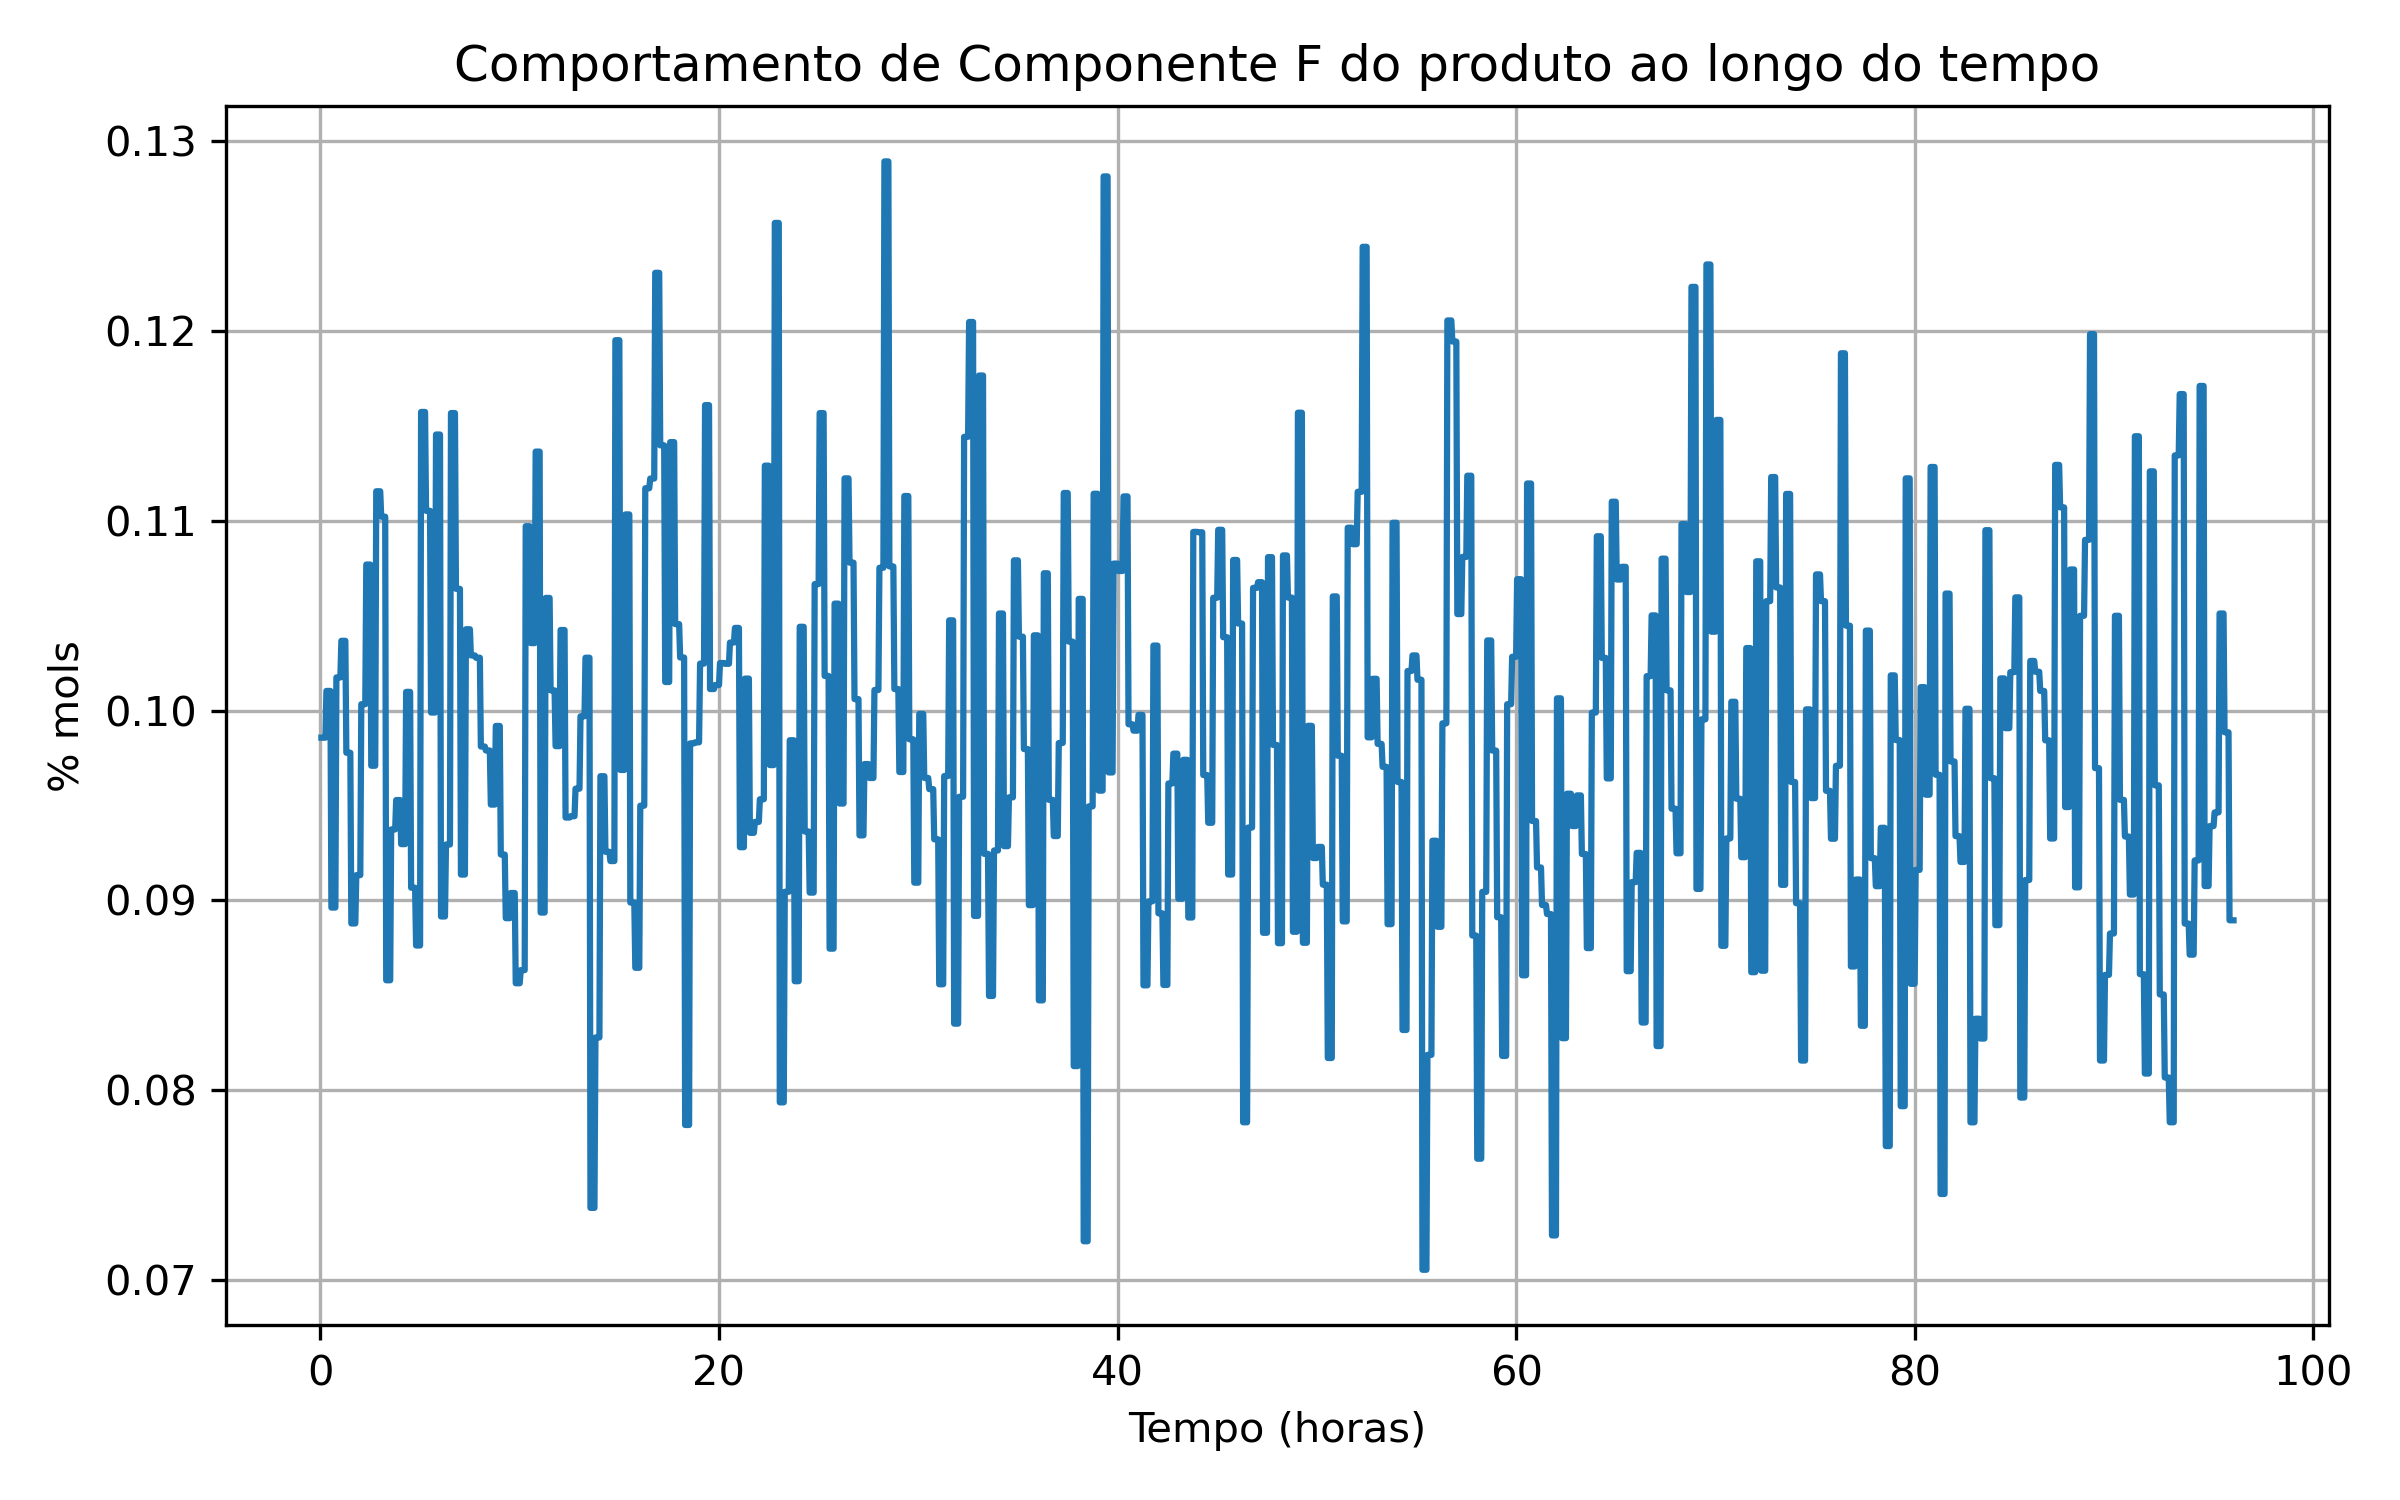 Comportamento de Componente F do produto ao longo do tempo
% mols
0.13
0.12
0.11
0.10
0.09
0.08
0.07
0 20 40 60 80 100
Tempo (horas)